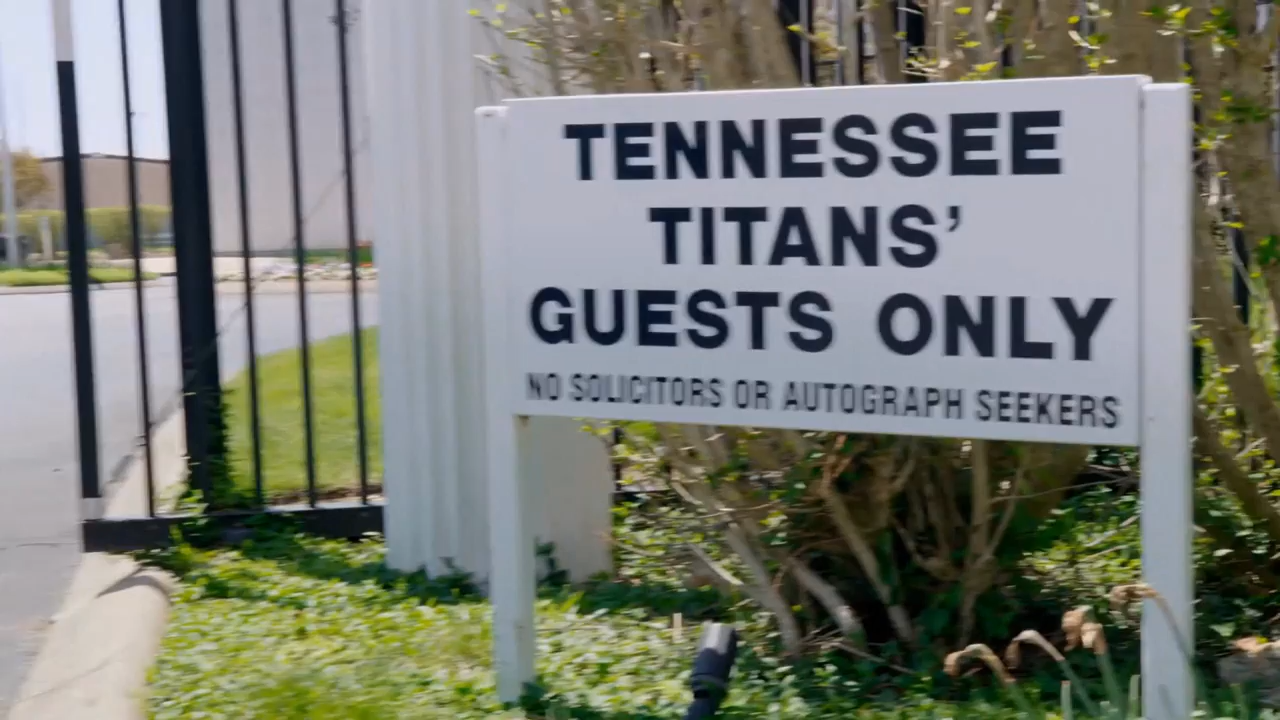 TENNESSEE
TITANS'
GUESTS ONLY
NO SOLICITORS OR AUTOGRAPH SEEKERS